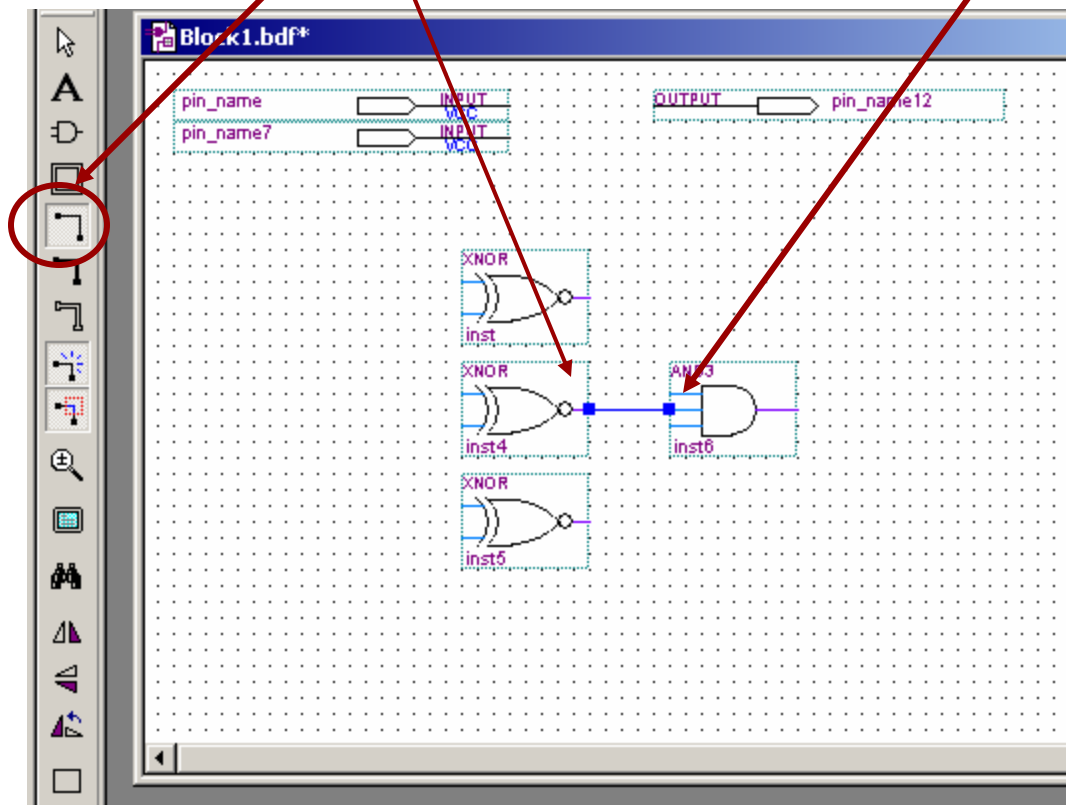 Block1.bdf*
A
pin_name INPUT
VCC
OUTPUT pin_name12
pin_name7 INPUT
VCC
XNOR
inst
XNOR
inst4
AND3
inst6
XNOR
inst5